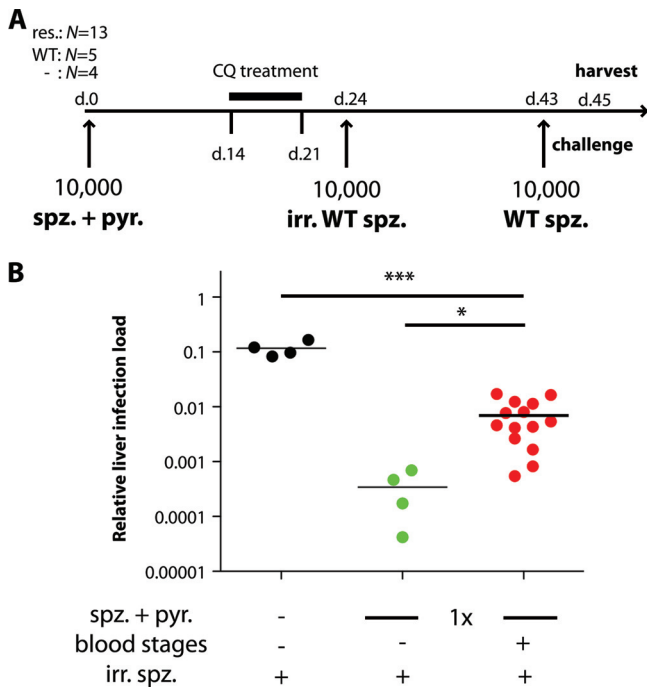 A
res.: N=13
WT: N=5
- : N=4
CQ treatment
harvest
d.0
d.24
d.43
d.45
d.14
d.21
challenge
10,000
10,000
10,000
spz. + pyr.
irr. WT spz.
WT spz.
B
***
*
Relative liver infection load
1
0.1
0.01
0.001
0.0001
0.00001
spz. + pyr. - 1x
blood stages - - +
irr. spz. + + +